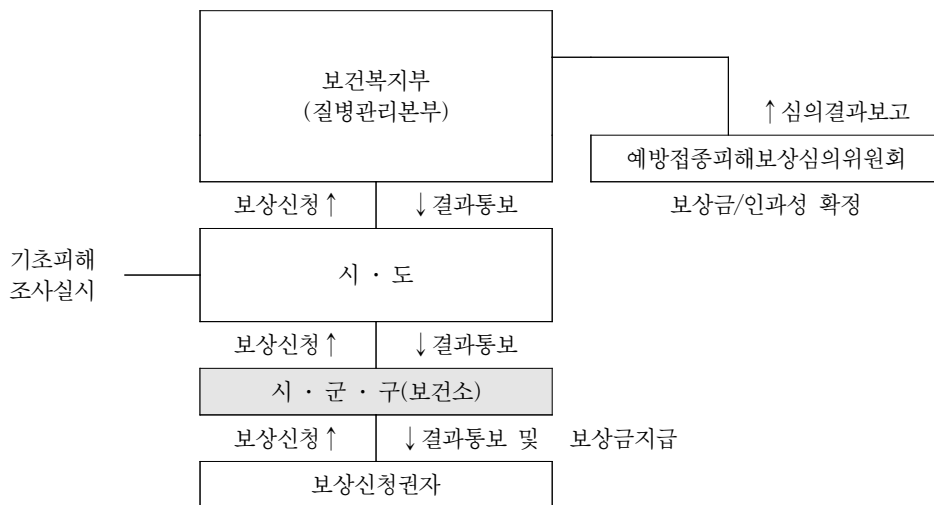 보건복지부
(질병관리본부)
↑심의결과보고
예방접종피해보상심의위원회
보상신청↑ ↓결과통보
보상금/인과성 확정
기초피해
조사실시
시 · 도
보상신청↑ ↓결과통보
시 · 군 · 구(보건소)
보상신청↑ ↓결과통보 및 보상금지급
보상신청권자